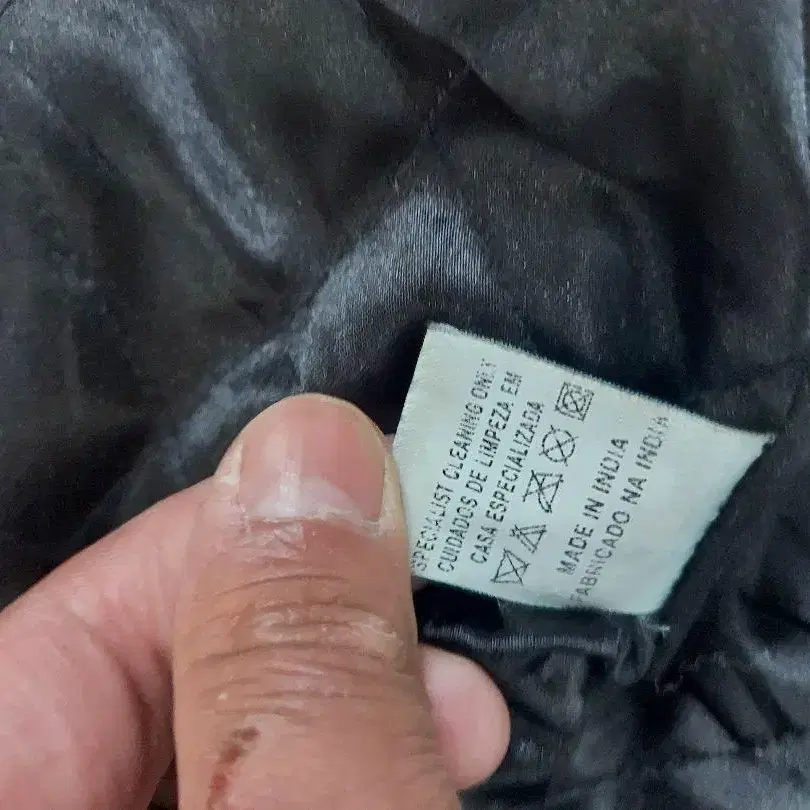 SPECIALIST CLEANING ONLY
CUIDADOS DE LIMPEZA EM
CASA ESPECIALIZADA
MADE IN INDIA
FABRICADO NA INDIA